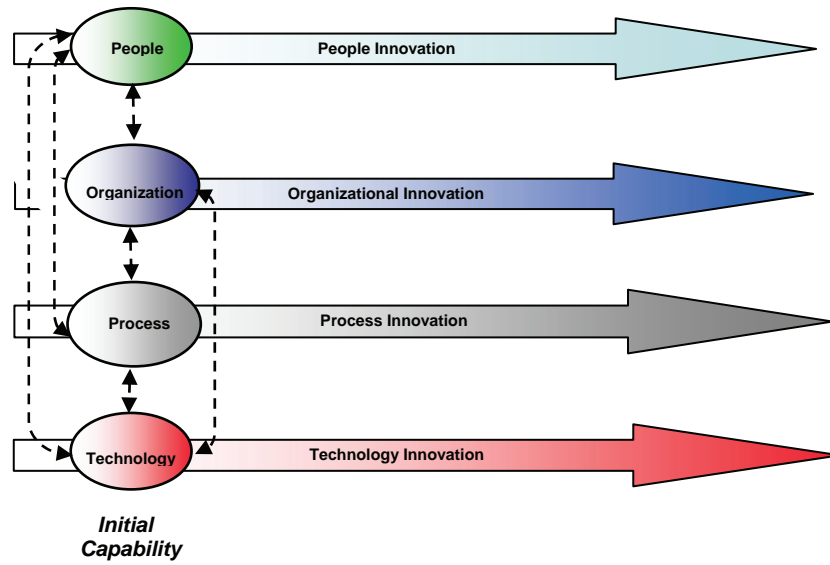 People
People Innovation
Organization
Organizational Innovation
Process
Process Innovation
Technology
Technology Innovation
Initial
Capability